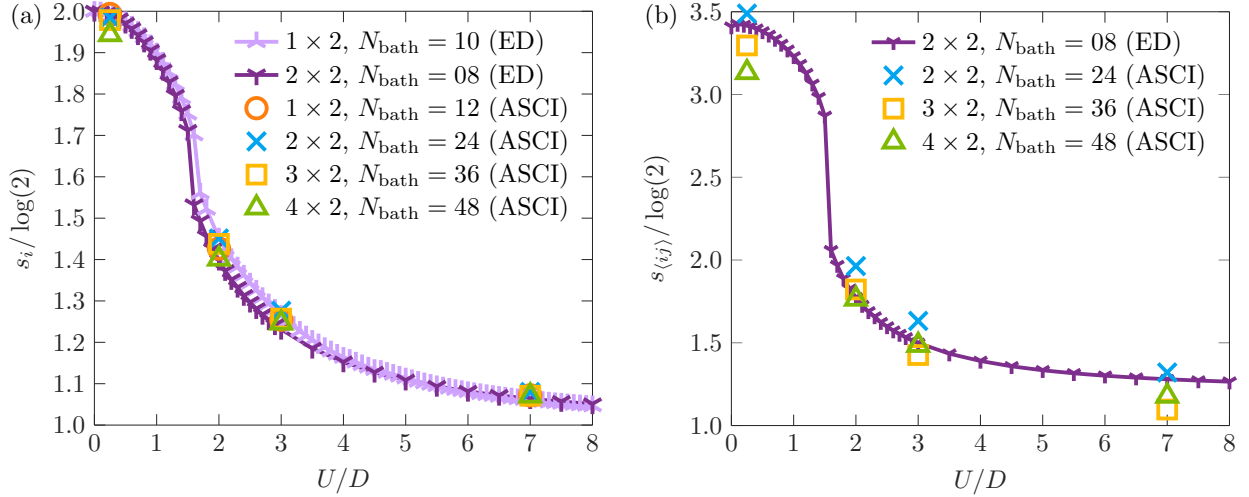 (a)
2.0
1.9
1.8
1.7
1.6
1.5
1.4
1.3
1.2
1.1
1.0
s_i / log(2)
1 × 2, N_bath = 10 (ED)
2 × 2, N_bath = 08 (ED)
1 × 2, N_bath = 12 (ASCI)
2 × 2, N_bath = 24 (ASCI)
3 × 2, N_bath = 36 (ASCI)
4 × 2, N_bath = 48 (ASCI)
0 1 2 3 4 5 6 7 8
U/D
(b)
3.5
3.0
2.5
2.0
1.5
1.0
s_⟨ij⟩ / log(2)
2 × 2, N_bath = 08 (ED)
2 × 2, N_bath = 24 (ASCI)
3 × 2, N_bath = 36 (ASCI)
4 × 2, N_bath = 48 (ASCI)
0 1 2 3 4 5 6 7 8
U/D